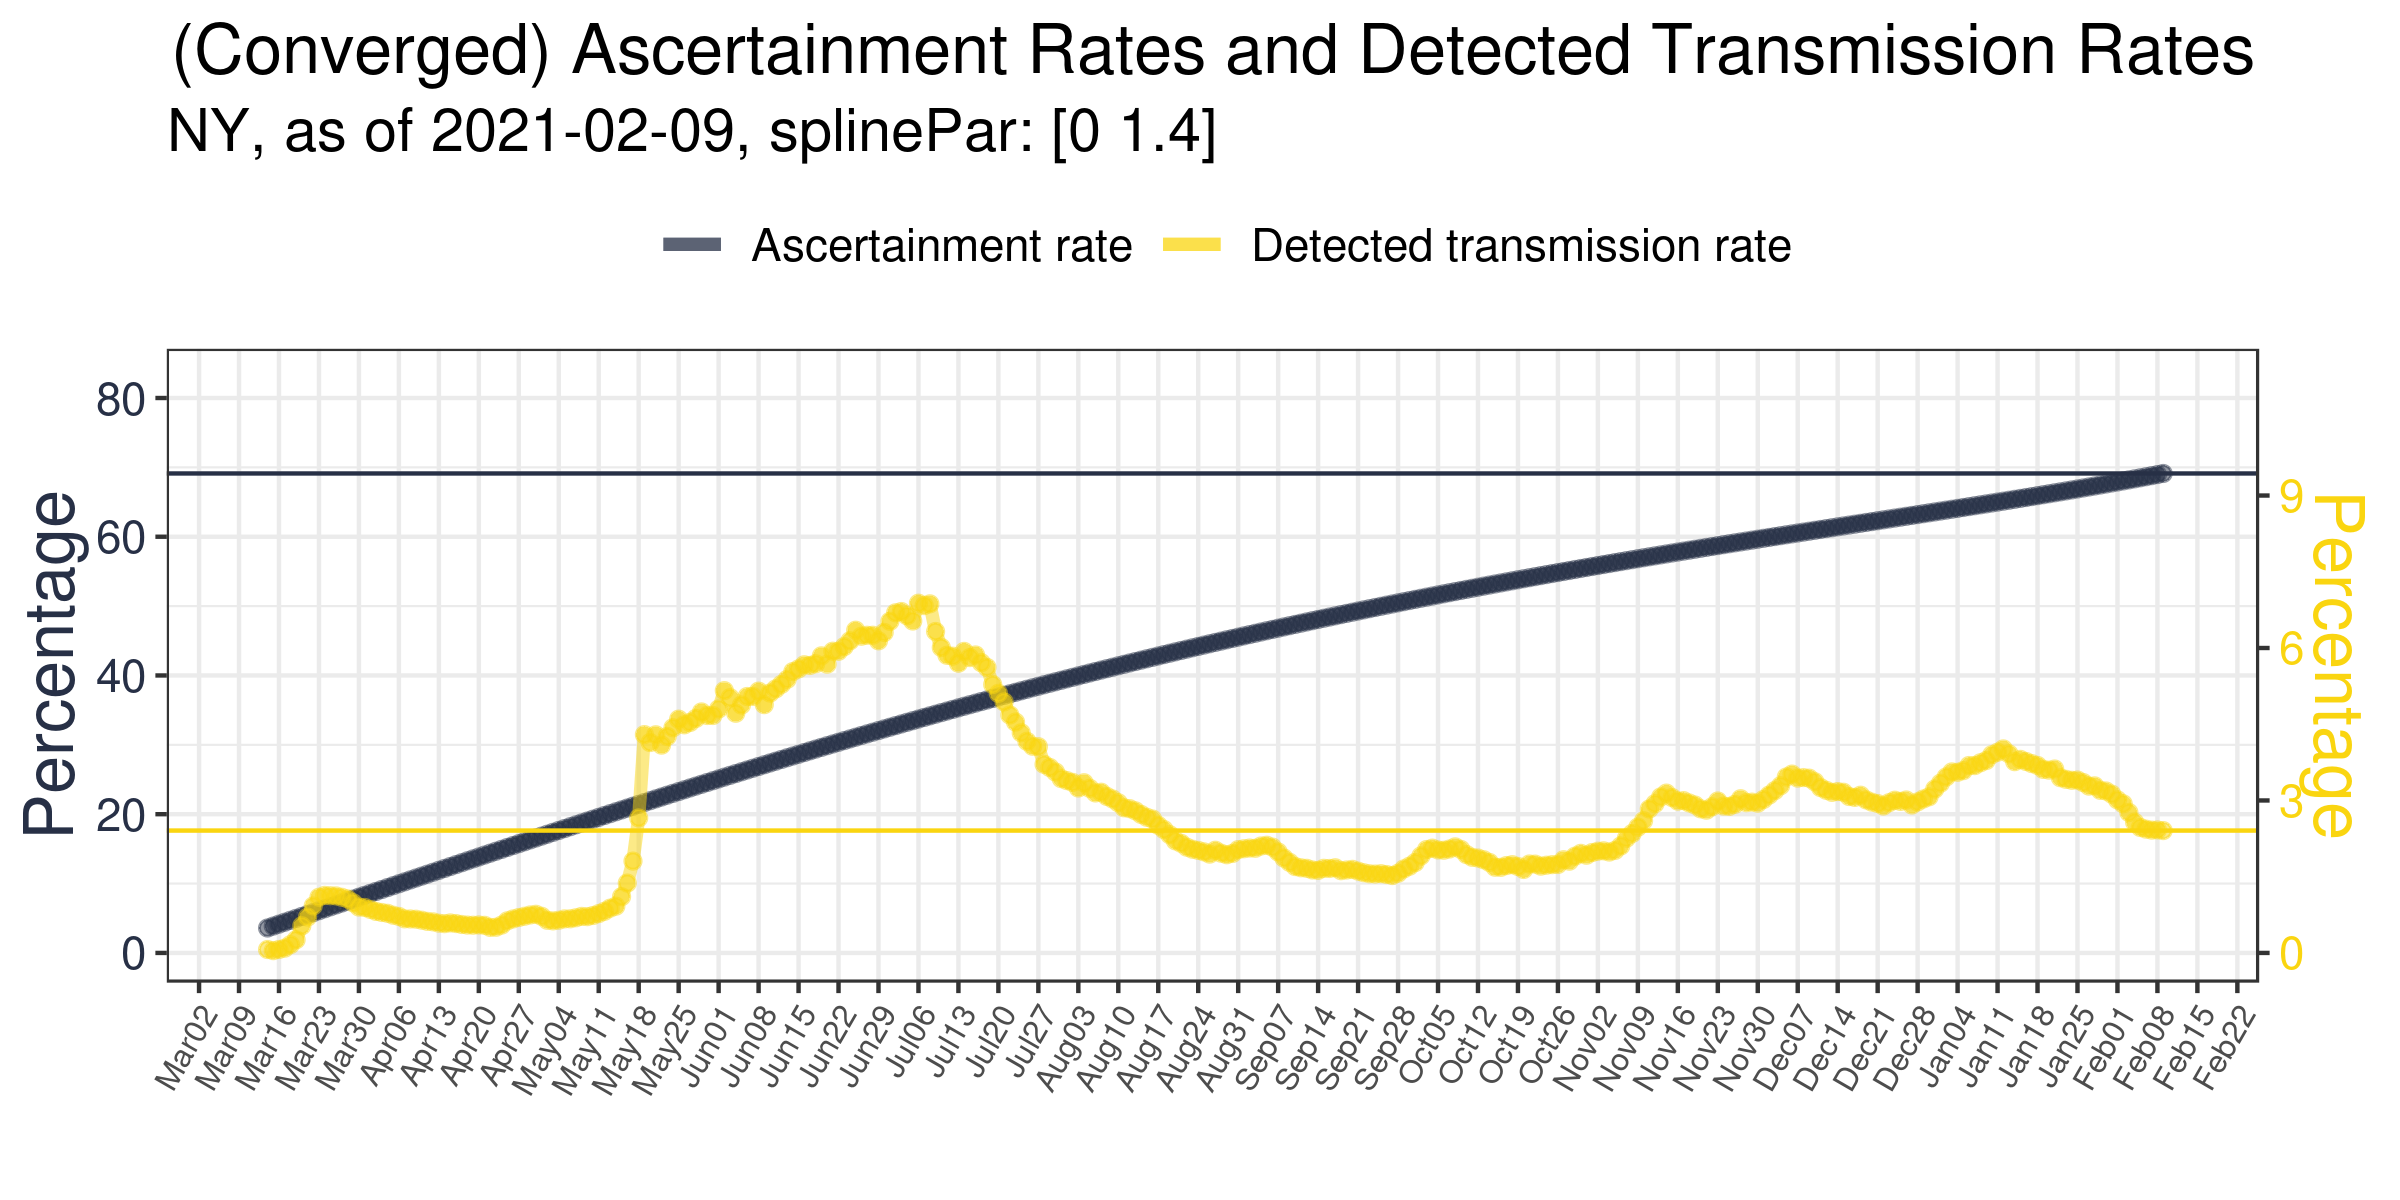 (Converged) Ascertainment Rates and Detected Transmission Rates
NY, as of 2021-02-09, splinePar: [0 1.4]
Ascertainment rate
Detected transmission rate
Percentage
80
60
40
20
0
9
6
3
0
Percentage
Mar02
Mar09
Mar16
Mar23
Mar30
Apr06
Apr13
Apr20
Apr27
May04
May11
May18
May25
Jun01
Jun08
Jun15
Jun22
Jun29
Jul06
Jul13
Jul20
Jul27
Aug03
Aug10
Aug17
Aug24
Aug31
Sep07
Sep14
Sep21
Sep28
Oct05
Oct12
Oct19
Oct26
Nov02
Nov09
Nov16
Nov23
Nov30
Dec07
Dec14
Dec21
Dec28
Jan04
Jan11
Jan18
Jan25
Feb01
Feb08
Feb15
Feb22